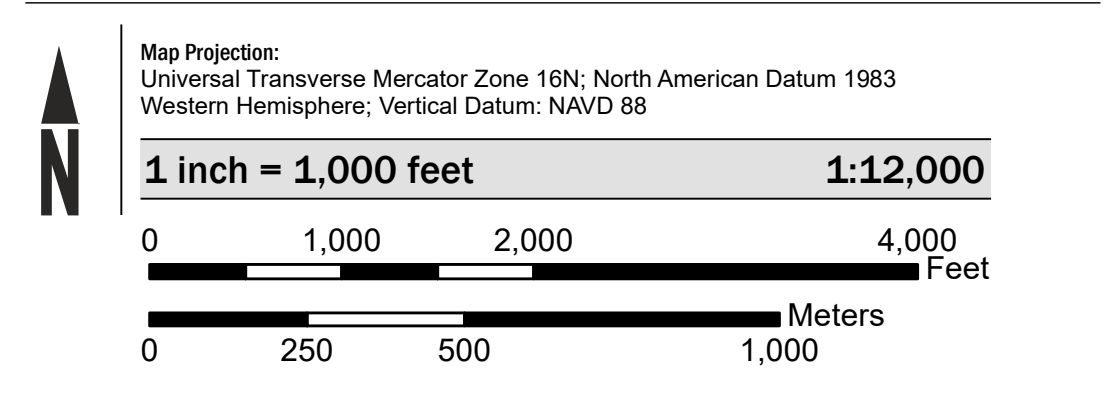 N
Map Projection:
Universal Transverse Mercator Zone 16N; North American Datum 1983
Western Hemisphere; Vertical Datum: NAVD 88
1 inch = 1,000 feet 1:12,000
0 1,000 2,000 4,000
Feet
Meters
0 250 500 1,000